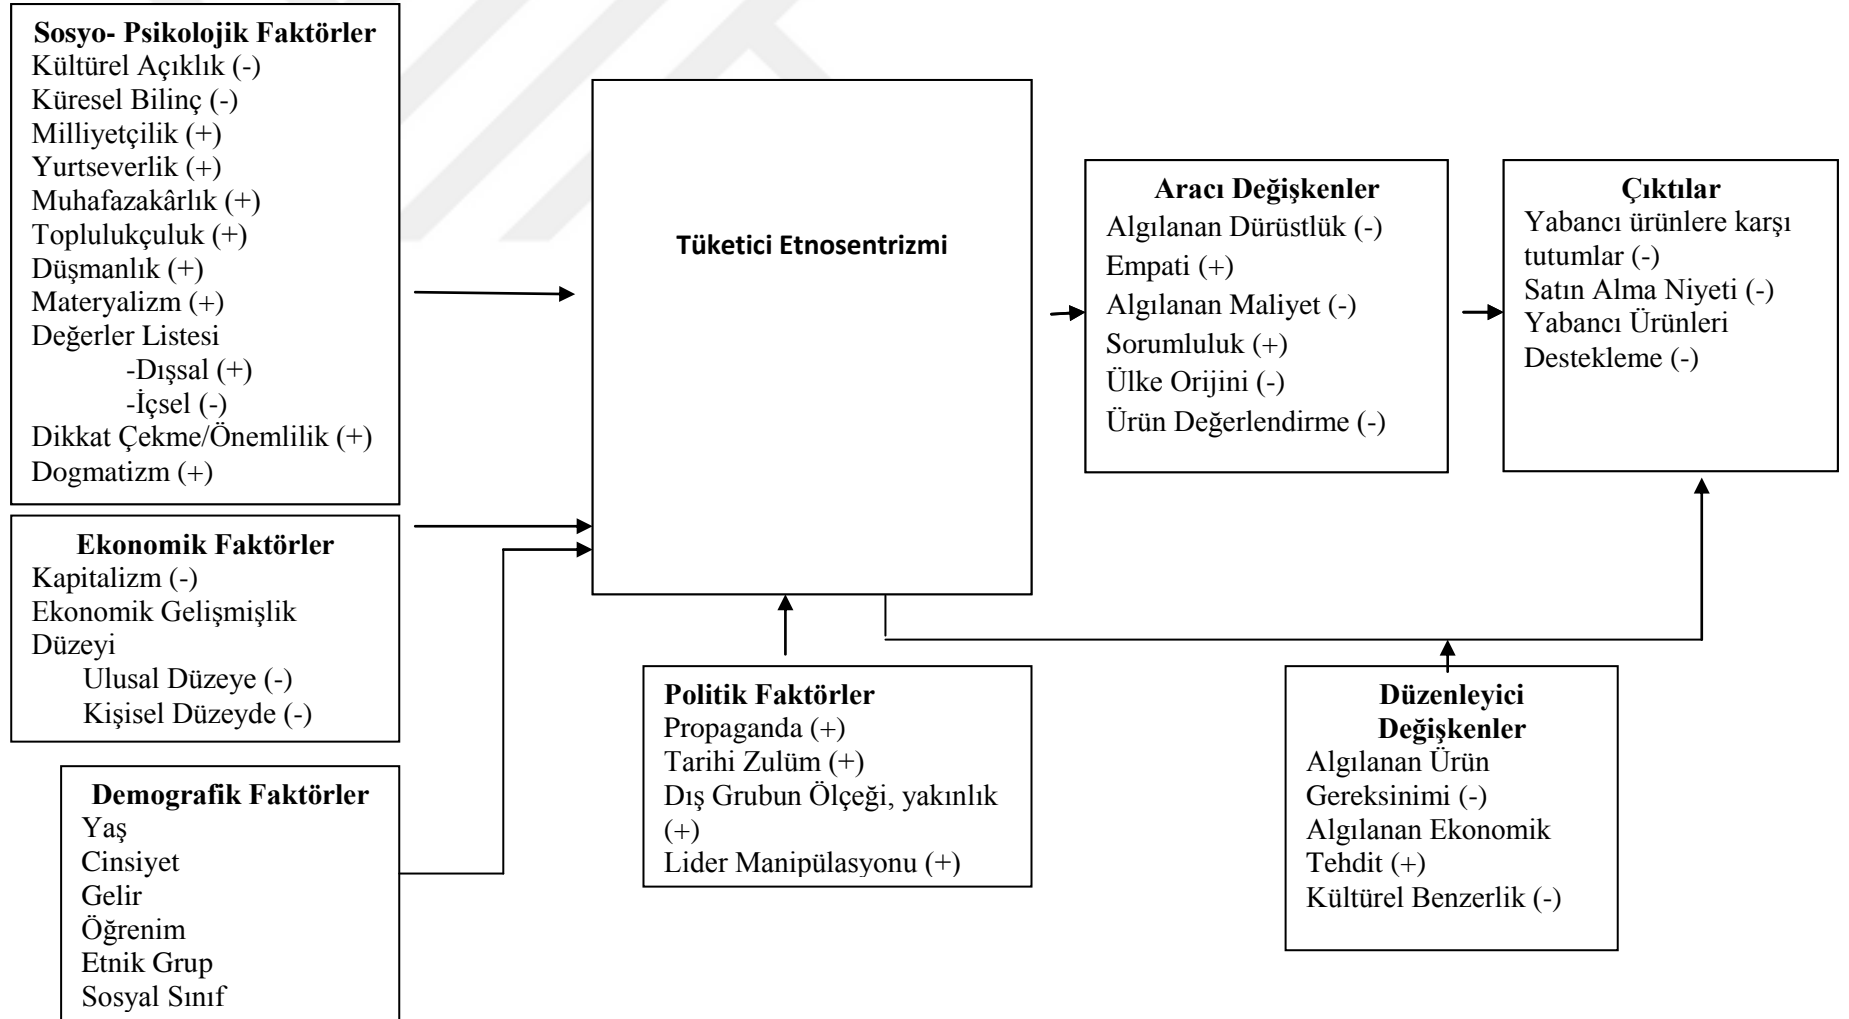 Sosyo- Psikolojik Faktörler
Kültürel Açıklık (-)
Küresel Bilinç (-)
Milliyetçilik (+)
Yurtseverlik (+)
Muhafazakârlık (+)
Toplulukçuluk (+)
Düşmanlık (+)
Materyalizm (+)
Değerler Listesi
-Dışsal (+)
-İçsel (-)
Dikkat Çekme/Önemlilik (+)
Dogmatizm (+)
Ekonomik Faktörler
Kapitalizm (-)
Ekonomik Gelişmişlik
Düzeyi
Ulusal Düzeye (-)
Kişisel Düzeyde (-)
Demografik Faktörler
Yaş
Cinsiyet
Gelir
Öğrenim
Etnik Grup
Sosyal Sınıf
Tüketici Etnosentrizmi
Politik Faktörler
Propaganda (+)
Tarihi Zulüm (+)
Dış Grubun Ölçeği, yakınlık
(+)
Lider Manipülasyonu (+)
Aracı Değişkenler
Algılanan Dürüstlük (-)
Empati (+)
Algılanan Maliyet (-)
Sorumluluk (+)
Ülke Orijini (-)
Ürün Değerlendirme (-)
Çıktılar
Yabancı ürünlere karşı
tutumlar (-)
Satın Alma Niyeti (-)
Yabancı Ürünleri
Destekleme (-)
Düzenleyici
Değişkenler
Algılanan Ürün
Gereksinimi (-)
Algılanan Ekonomik
Tehdit (+)
Kültürel Benzerlik (-)